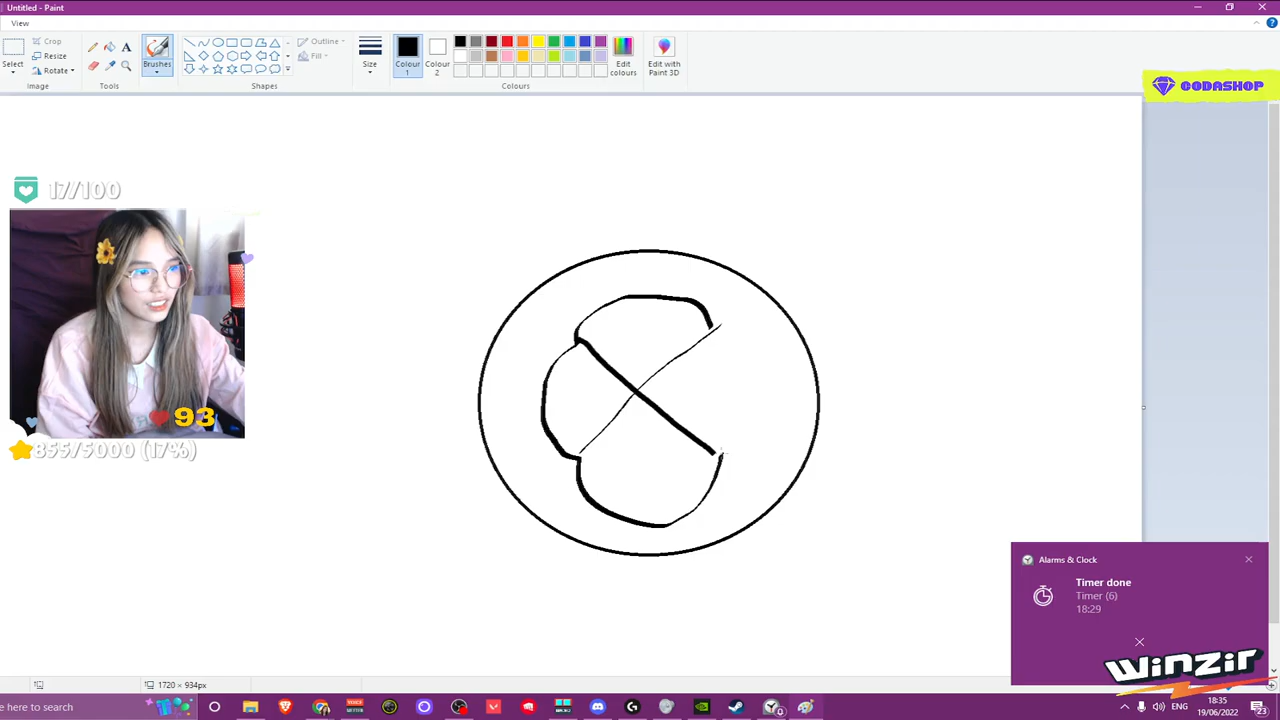 Untitled - Paint
View
Select
Crop
Resize
Rotate
Image
A
Tools
Brushes
Outline
Fill
Shapes
Size
Colour
1
Colour
2
Edit
colours
Colours
Edit with
Paint 3D
CODASHOP
17/100
93
855/5000 (17%)
Alarms & Clock
Timer done
Timer (6)
18:29
WINZIR
1720 × 934px
here to search
VOICE
ENG
18:35
19/06/2022
23